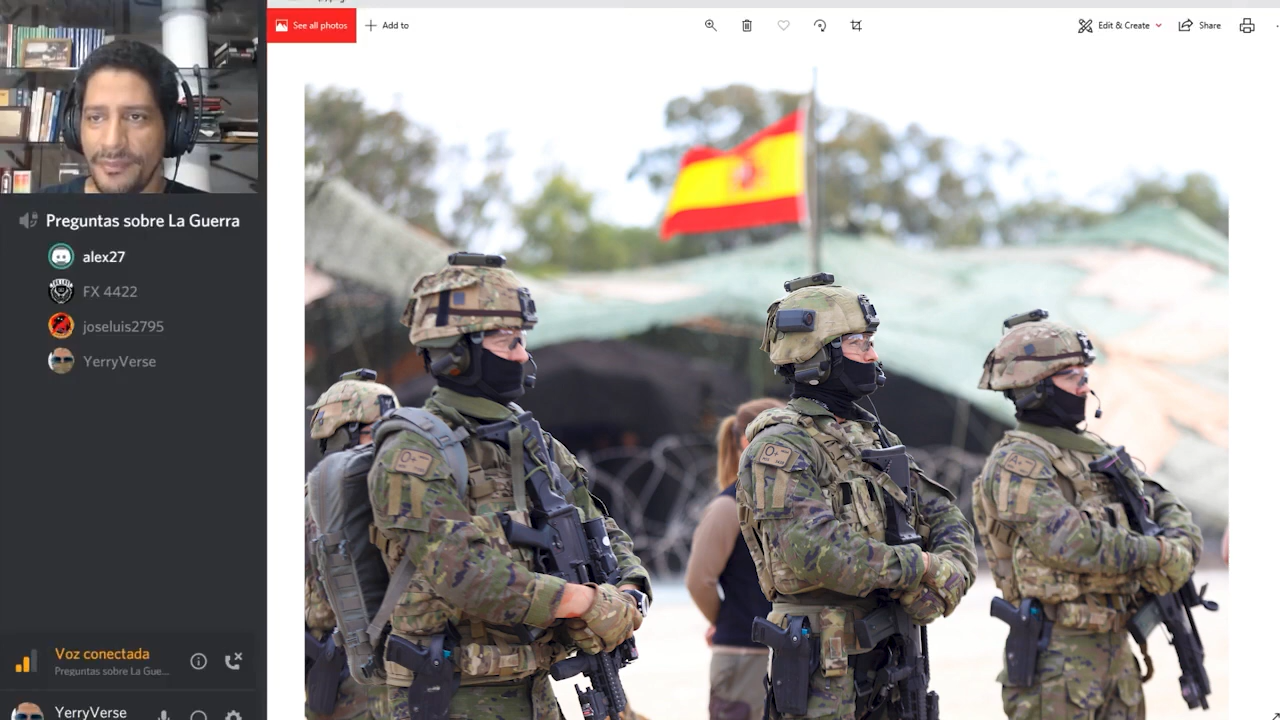 See all photos
Add to
Edit & Create
Share
Preguntas sobre La Guerra
alex27
FX 4422
joseluis2795
YerryVerse
Voz conectada
Preguntas sobre La Gue...
YerryVerse
O-
O-
A-